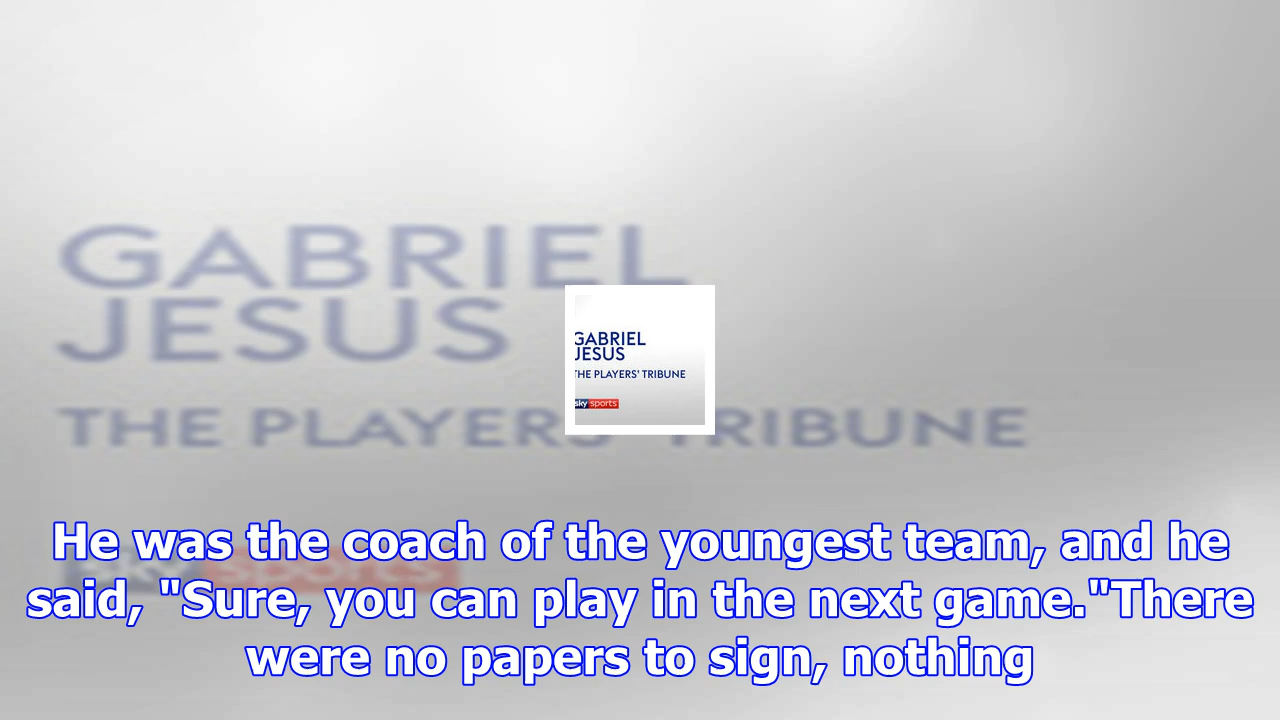 GABRIEL
JESUS
THE PLAYERS' TRIBUNE
sky sports
GABRIEL
JESUS
THE PLAYERS' TRIBUNE
sky sports
He was the coach of the youngest team, and he
said, "Sure, you can play in the next game."There
were no papers to sign, nothing